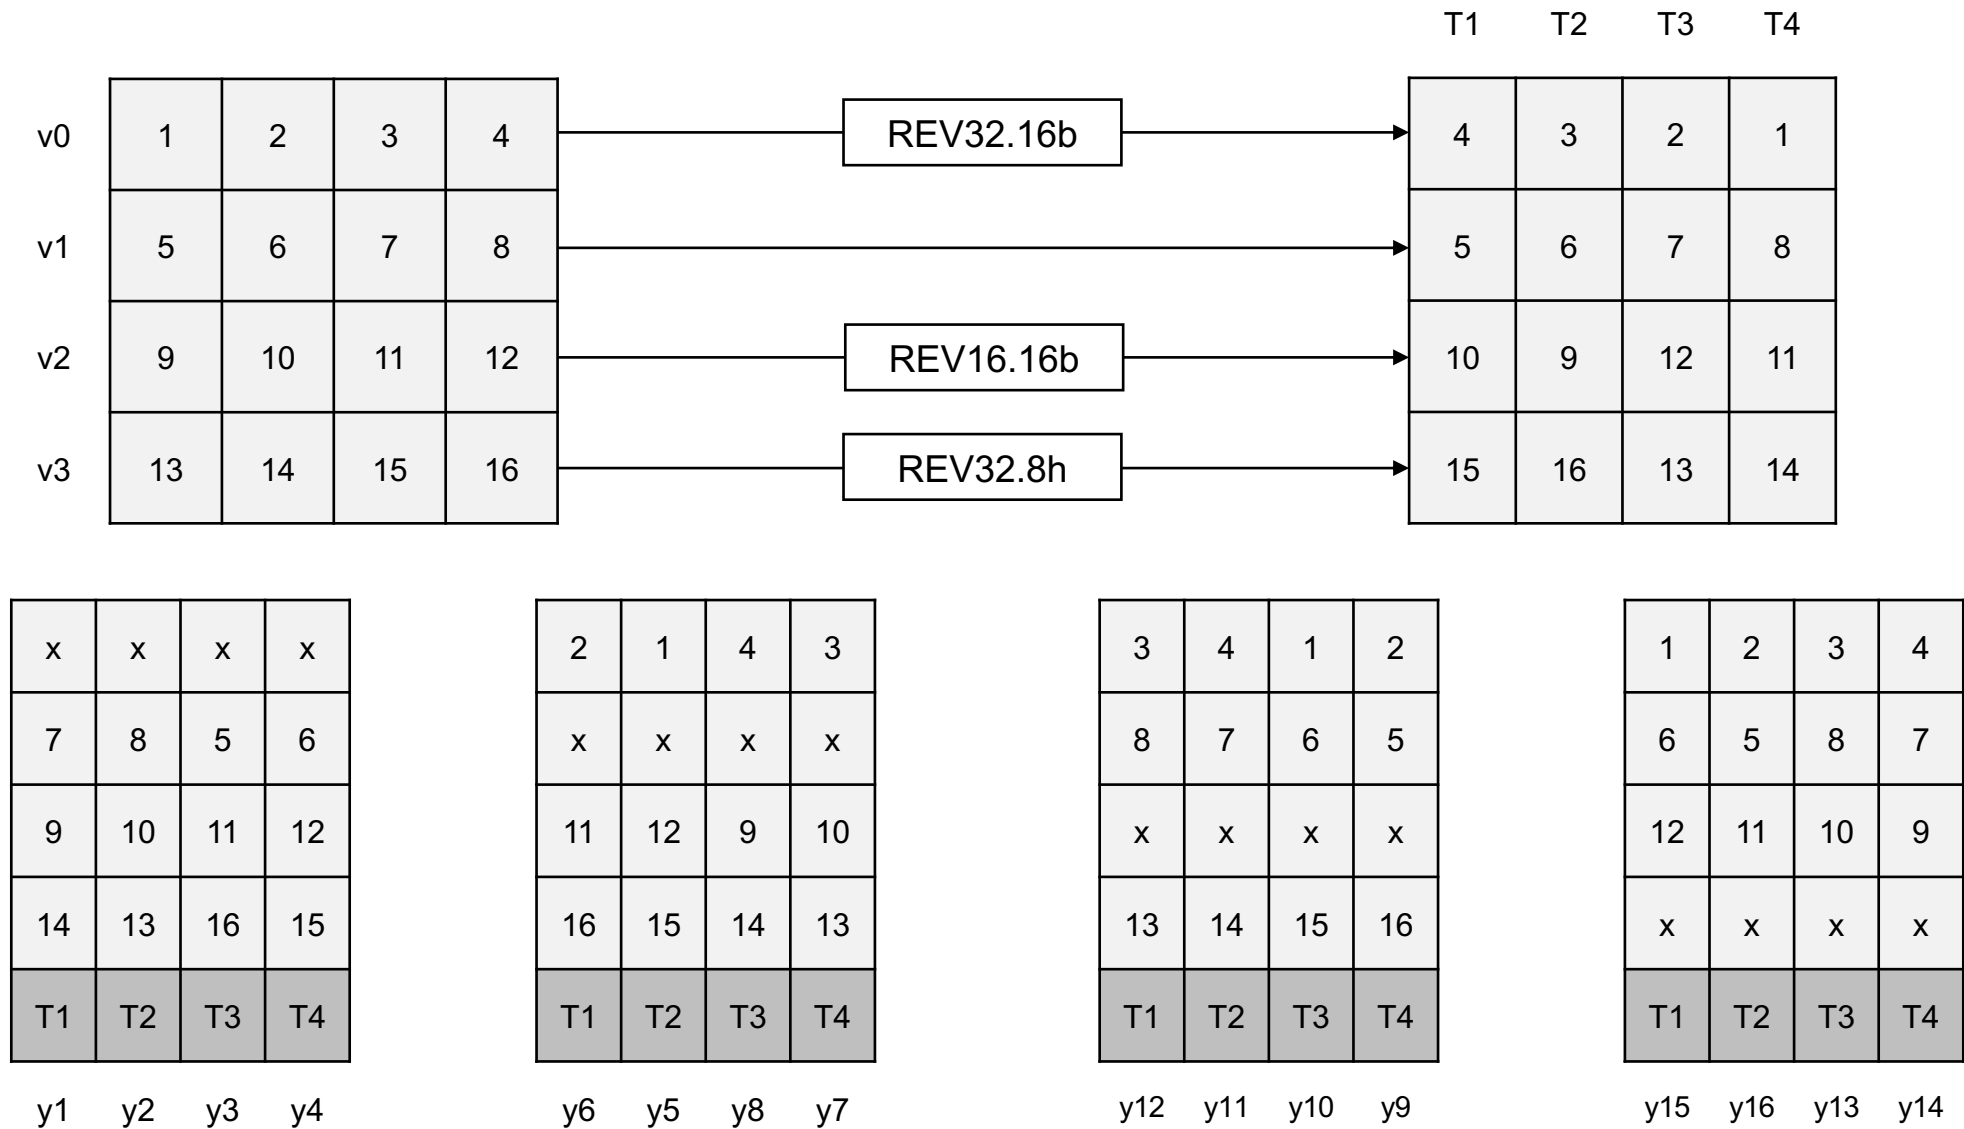 T1 T2 T3 T4
v0 1 2 3 4 REV32.16b 4 3 2 1
v1 5 6 7 8 5 6 7 8
v2 9 10 11 12 REV16.16b 10 9 12 11
v3 13 14 15 16 REV32.8h 15 16 13 14
x x x x 2 1 4 3 3 4 1 2 1 2 3 4
7 8 5 6 x x x x 8 7 6 5 6 5 8 7
9 10 11 12 11 12 9 10 x x x x 12 11 10 9
14 13 16 15 16 15 14 13 13 14 15 16 x x x x
T1 T2 T3 T4 T1 T2 T3 T4 T1 T2 T3 T4 T1 T2 T3 T4
y1 y2 y3 y4 y6 y5 y8 y7 y12 y11 y10 y9 y15 y16 y13 y14